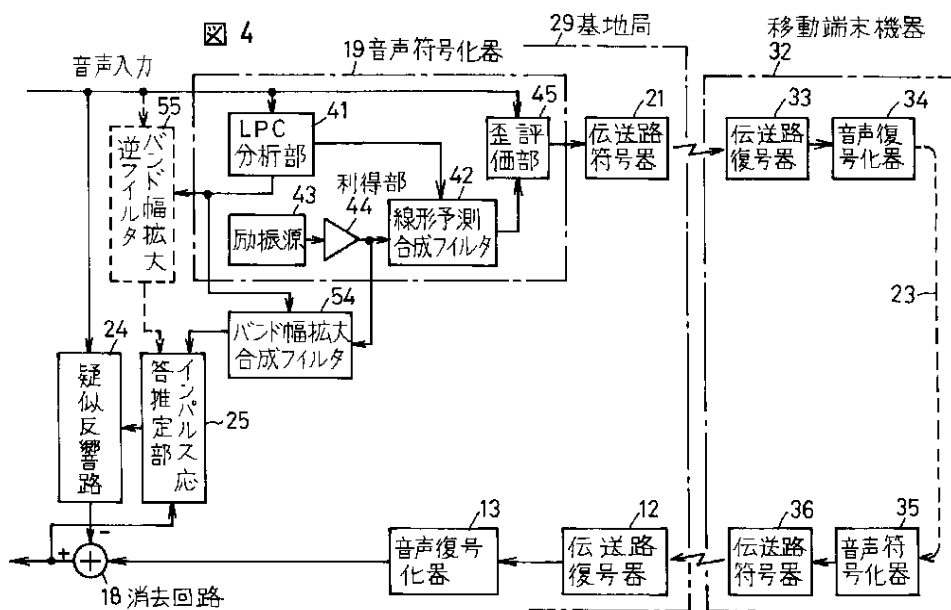 図 4
29基地局
移動端末機器
32
19音声符号化器
音声入力
55
バンド幅拡大
逆フィルタ
LPC
分析部
41
45
歪評
価部
21
伝送路
符号器
33
伝送路
復号器
34
音声復
号化器
43
励振源
利得部
44
42
線形予測
合成フィルタ
23
54
バンド幅拡大
合成フィルタ
24
疑似反響路
インパルス応
答推定部
25
−
+
18消去回路
13
音声復号
化器
12
伝送路
復号器
36
伝送路
符号器
35
音声符
号化器